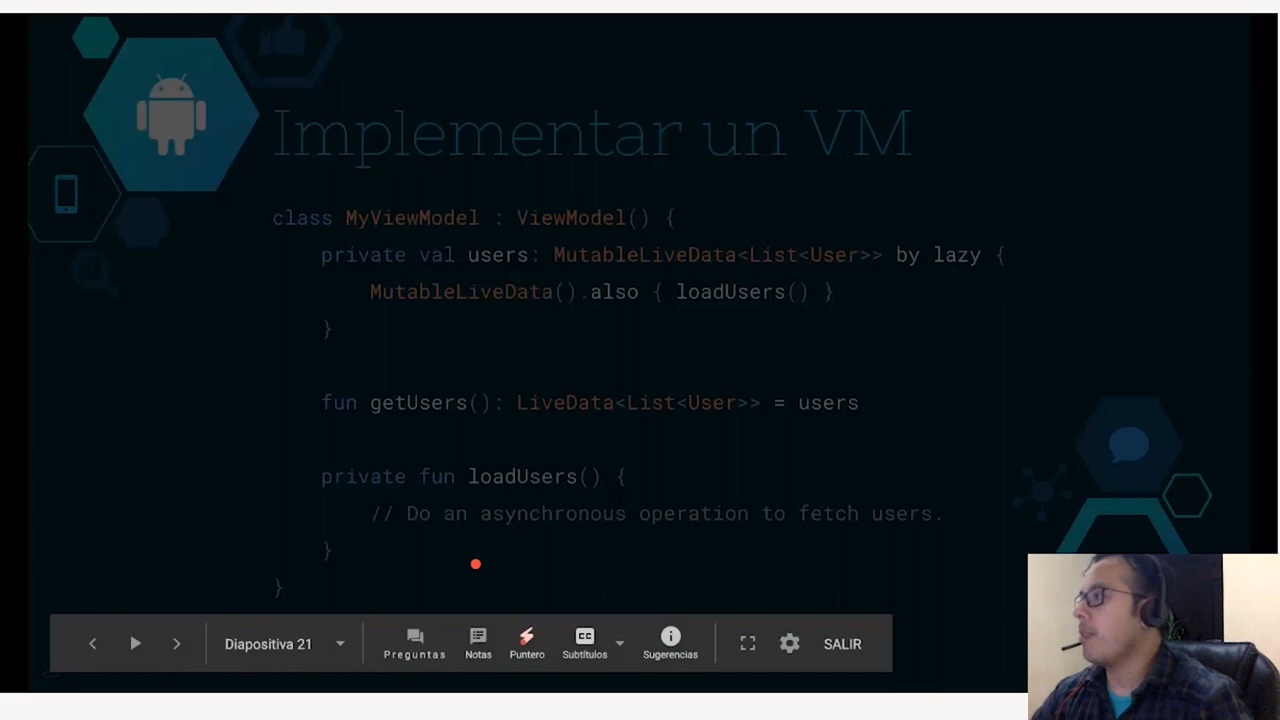 Implementar un VM
class MyViewModel : ViewModel() {
private val users: MutableLiveData<List<User>> by lazy {
MutableLiveData().also { loadUsers() }
}
fun getUsers(): LiveData<List<User>> = users
private fun loadUsers() {
// Do an asynchronous operation to fetch users.
}
}
Diapositiva 21
Preguntas
Notas
Puntero
CC
Subtítulos
Sugerencias
SALIR